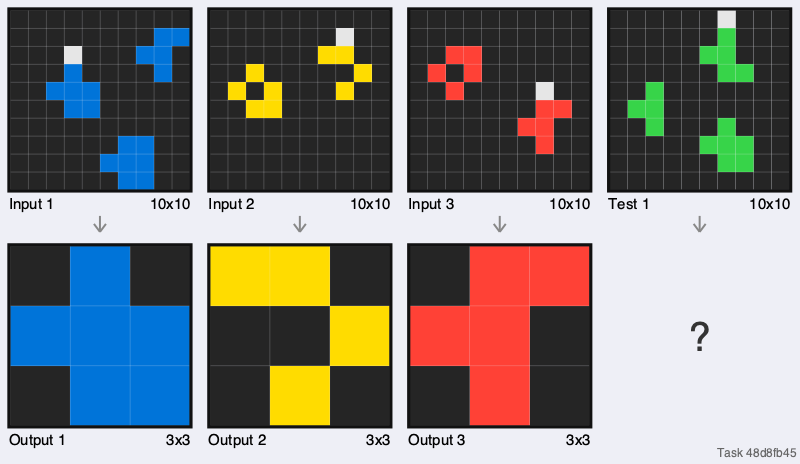 Input 1 10x10 Input 2 10x10 Input 3 10x10 Test 1 10x10
?
Output 1 3x3 Output 2 3x3 Output 3 3x3
Task 48d8fb45